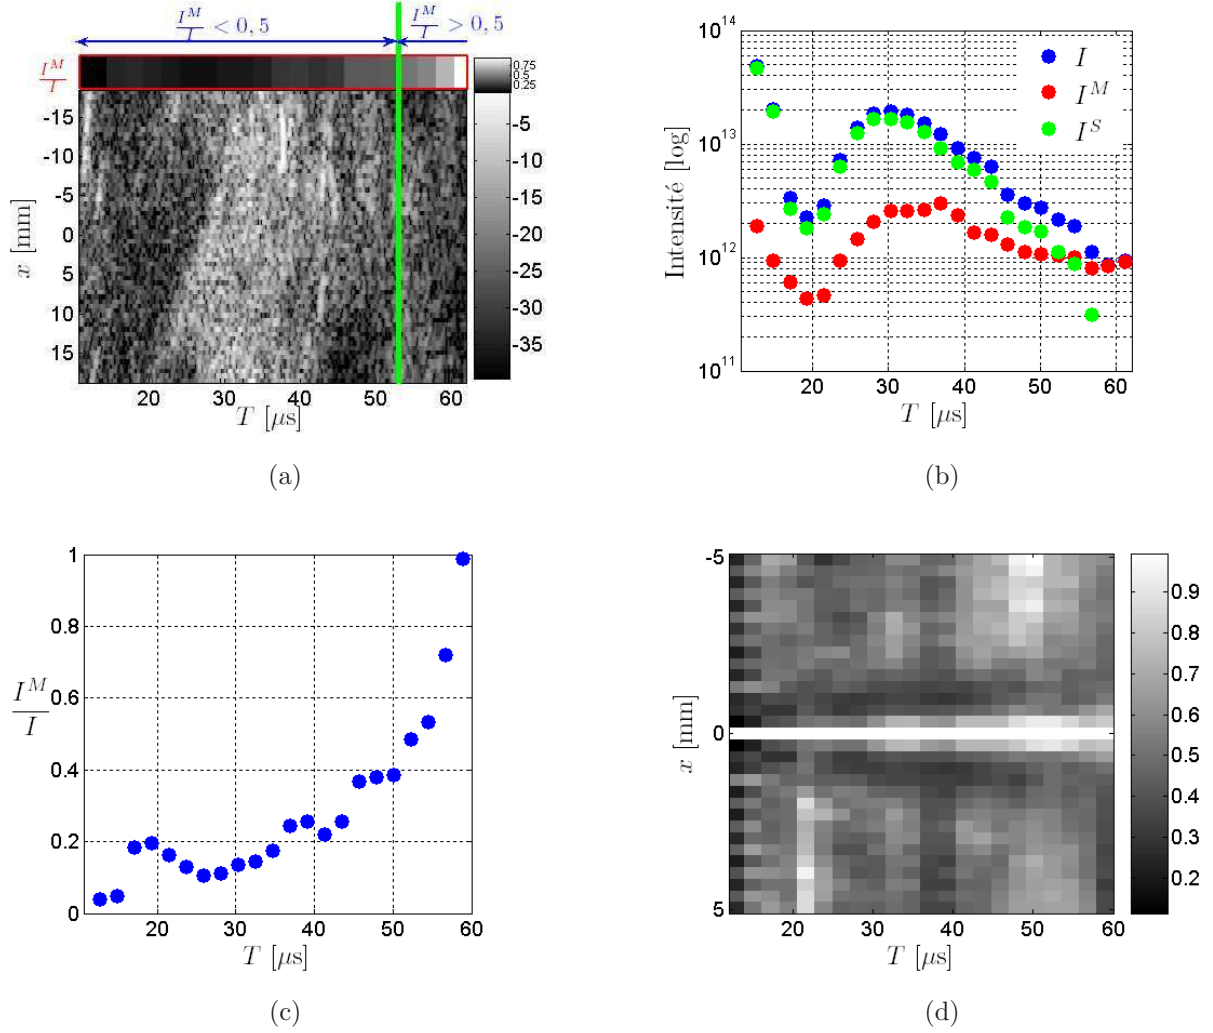 I^M/I < 0,5 I^M/I > 0,5
I^M/I
0.75
0.5
0.25
-15
-10
-5
0
5
10
15
x [mm]
-5
-10
-15
-20
-25
-30
-35
20 30 40 50 60
T [μs]
(a)
10^14
10^13
10^12
10^11
Intensité [log]
I
I^M
I^S
20 30 40 50 60
T [μs]
(b)
1
0.8
0.6
0.4
0.2
0
I^M/I
20 30 40 50 60
T [μs]
(c)
-5
0
5
x [mm]
0.9
0.8
0.7
0.6
0.5
0.4
0.3
0.2
20 30 40 50 60
T [μs]
(d)